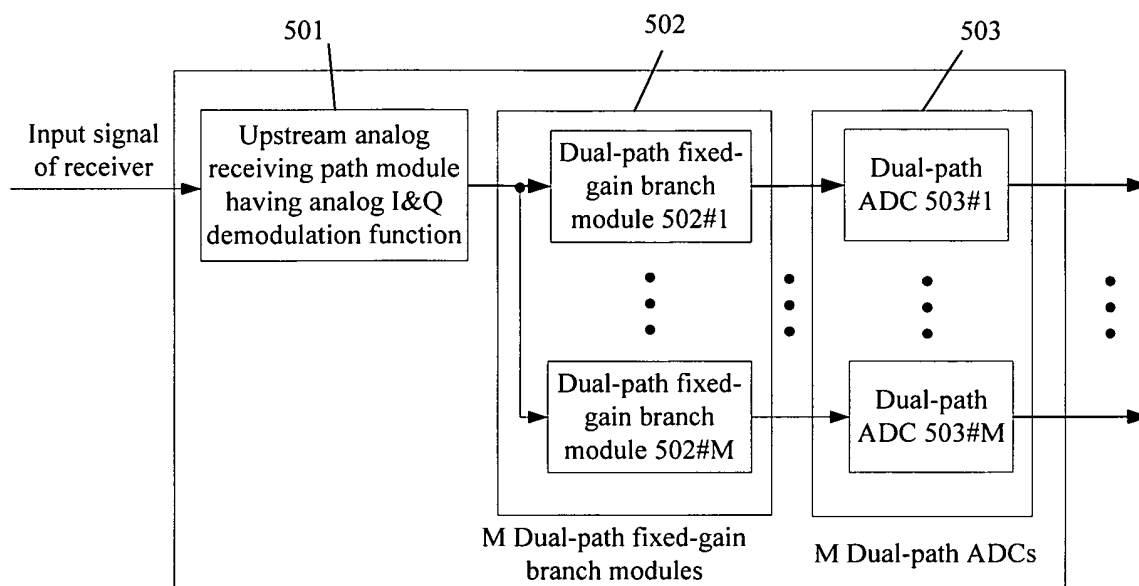 501
502
503
Input signal
of receiver
Upstream analog
receiving path module
having analog I&Q
demodulation function
Dual-path fixed-
gain branch
module 502#1
Dual-path
ADC 503#1
Dual-path fixed-
gain branch
module 502#M
Dual-path
ADC 503#M
M Dual-path fixed-gain
branch modules
M Dual-path ADCs